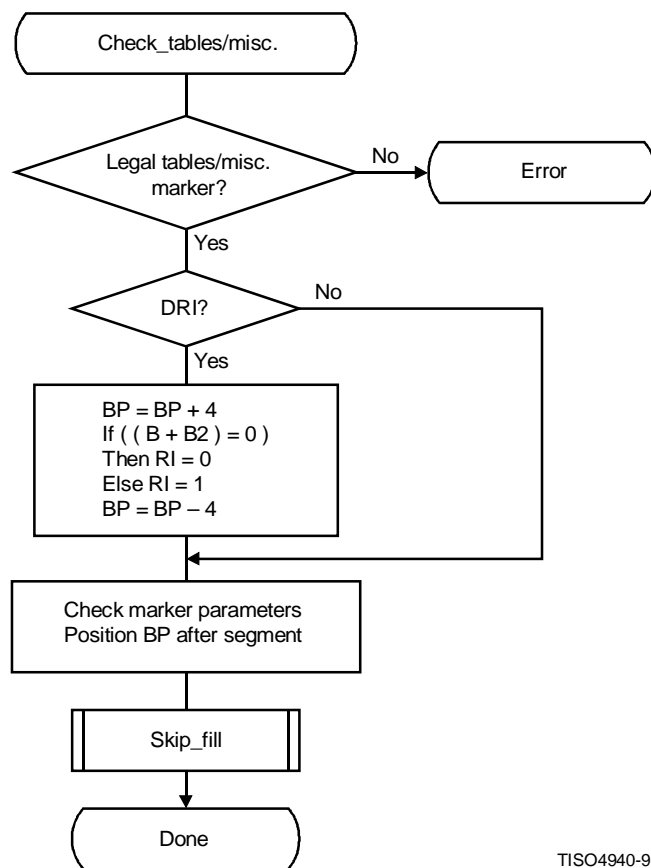 Check_tables/misc.
Legal tables/misc.
marker?
No
Error
Yes
DRI?
No
Yes
BP = BP + 4
If ( ( B + B2 ) = 0 )
Then RI = 0
Else RI = 1
BP = BP – 4
Check marker parameters
Position BP after segment
Skip_fill
Done
TISO4940-9